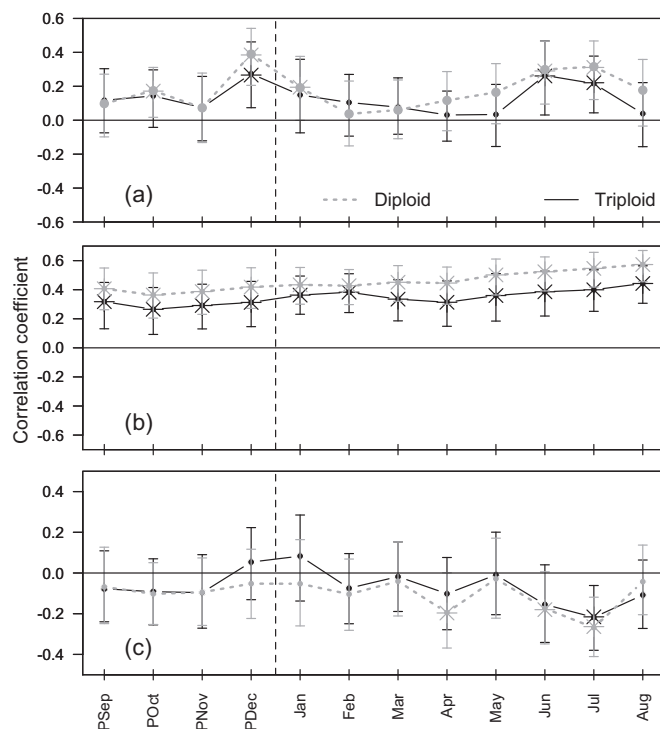 0.6
0.4
0.2
0.0
-0.2
-0.4
-0.6
(a)
Diploid
Triploid
Correlation coefficient
0.6
0.4
0.2
0.0
-0.2
-0.4
-0.6
(b)
0.4
0.2
0.0
-0.2
-0.4
(c)
PSep
POct
PNov
PDec
Jan
Feb
Mar
Apr
May
Jun
Jul
Aug